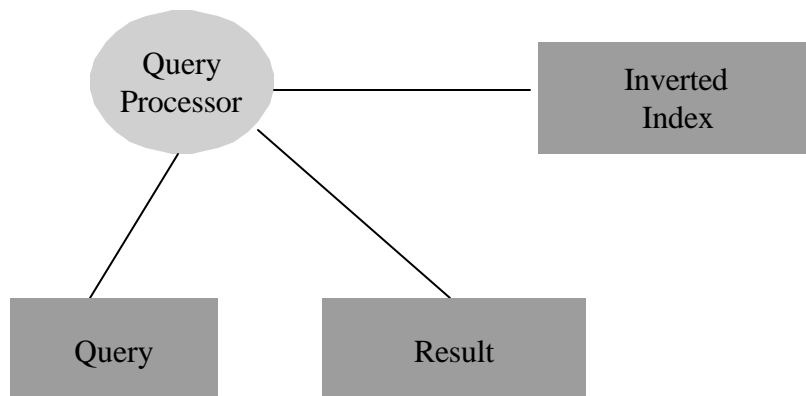 Query
Processor
Inverted
Index
Query
Result